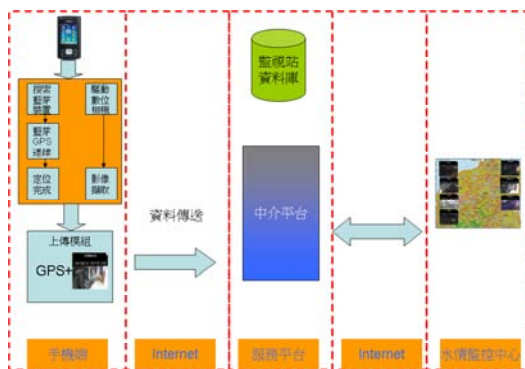 搜索
藍芽
裝置
驅動
數位
相機
藍芽
GPS
連線
定位
完成
影像
擷取
上傳模組
GPS+
資料傳送
監視站
資料庫
中介平台
手機端
Internet
服務平台
Internet
水情監控中心